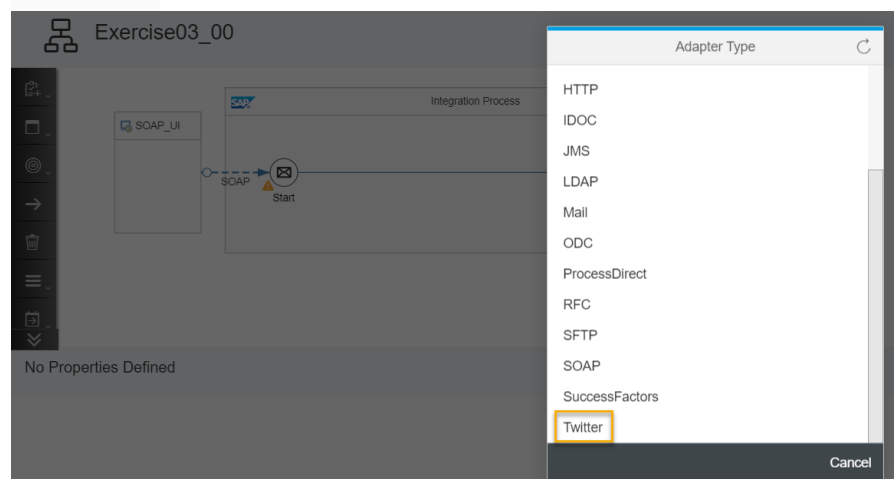 Exercise03_00
Adapter Type
HTTP
IDOC
JMS
LDAP
Mail
ODC
ProcessDirect
RFC
SFTP
SOAP
SuccessFactors
Twitter
Cancel
SAP
Integration Process
SOAP_UI
SOAP
Start
No Properties Defined